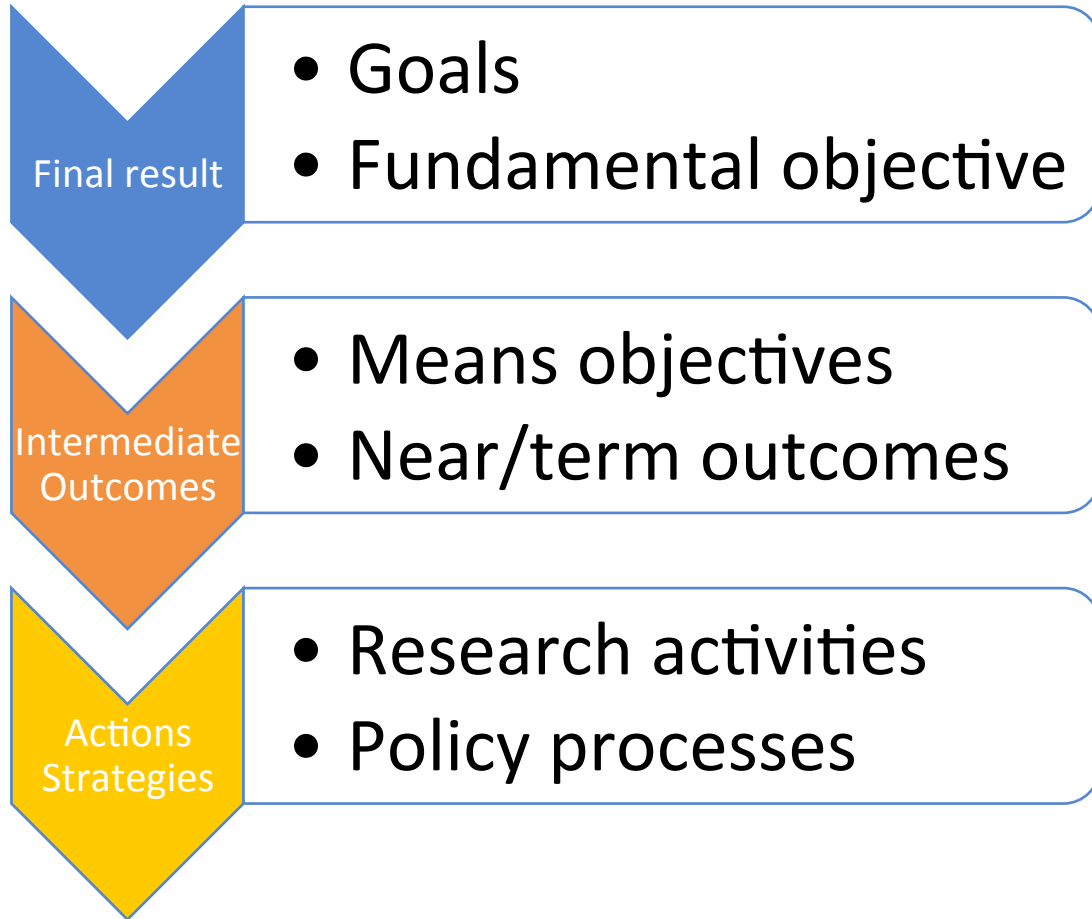 Final result
• Goals
• Fundamental objective
Intermediate
Outcomes
• Means objectives
• Near/term outcomes
Actions
Strategies
• Research activities
• Policy processes